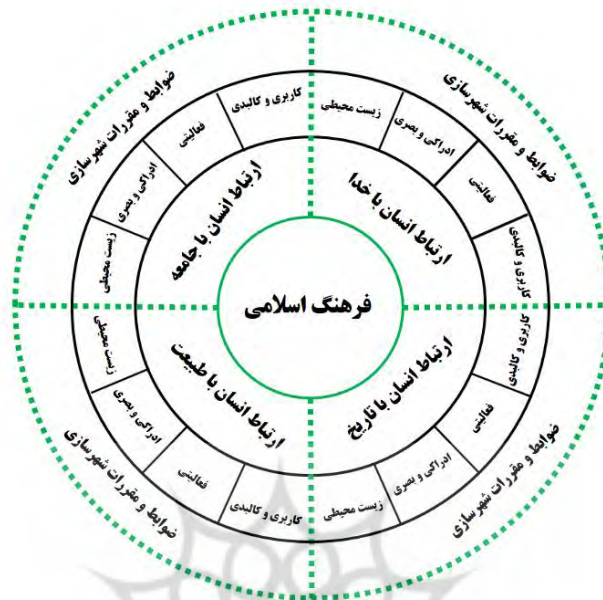 ضوابط و مقررات شهرسازی
ضوابط و مقررات شهرسازی
زیست محیطی
ادراکی و بصری
فعالیتی
کاربری و کالبدی
کاربری و کالبدی
فعالیتی
ادراکی و بصری
زیست محیطی
ارتباط انسان با خدا
ارتباط انسان با جامعه
فرهنگ اسلامی
ارتباط انسان با تاریخ
ارتباط انسان با طبیعت
کاربری و کالبدی
فعالیتی
ادراکی و بصری
زیست محیطی
زیست محیطی
ادراکی و بصری
فعالیتی
کاربری و کالبدی
ضوابط و مقررات شهرسازی
ضوابط و مقررات شهرسازی